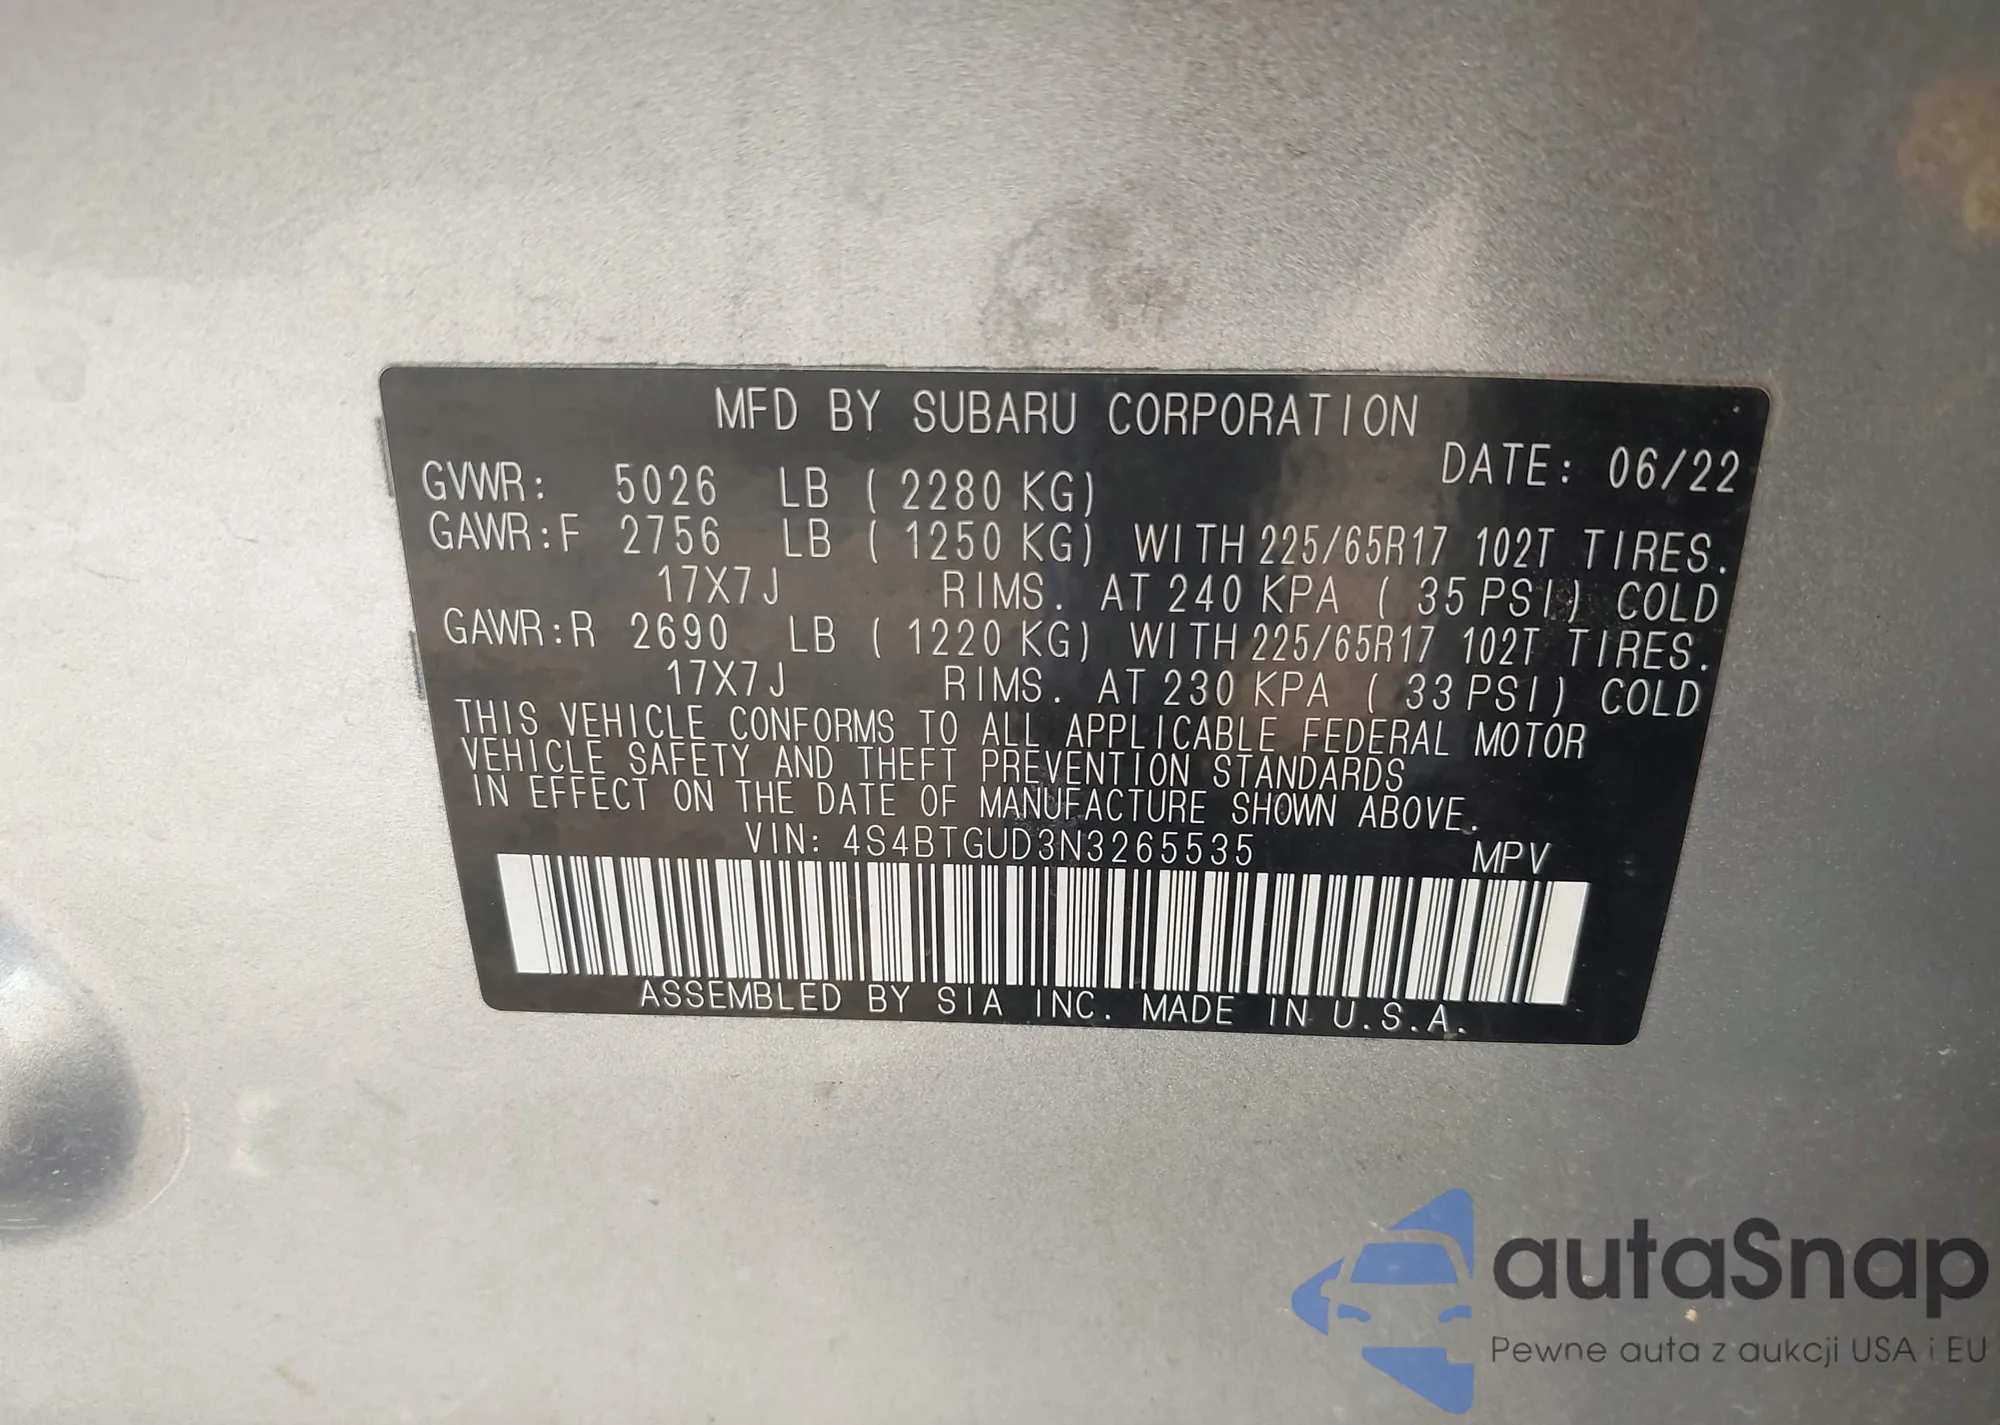 MFD BY SUBARU CORPORATION
DATE: 06/22
GVWR: 5026 LB ( 2280 KG)
GAWR:F 2756 LB ( 1250 KG) WITH 225/65R17 102T TIRES.
17X7J RIMS. AT 240 KPA ( 35 PSI) COLD
GAWR:R 2690 LB ( 1220 KG) WITH 225/65R17 102T TIRES.
17X7J RIMS. AT 230 KPA ( 33 PSI) COLD
THIS VEHICLE CONFORMS TO ALL APPLICABLE FEDERAL MOTOR
VEHICLE SAFETY AND THEFT PREVENTION STANDARDS
IN EFFECT ON THE DATE OF MANUFACTURE SHOWN ABOVE.
VIN: 4S4BTGUD3N3265535 MPV
ASSEMBLED BY SIA INC. MADE IN U.S.A.
autaSnap
Pewne auta z aukcji USA i EU